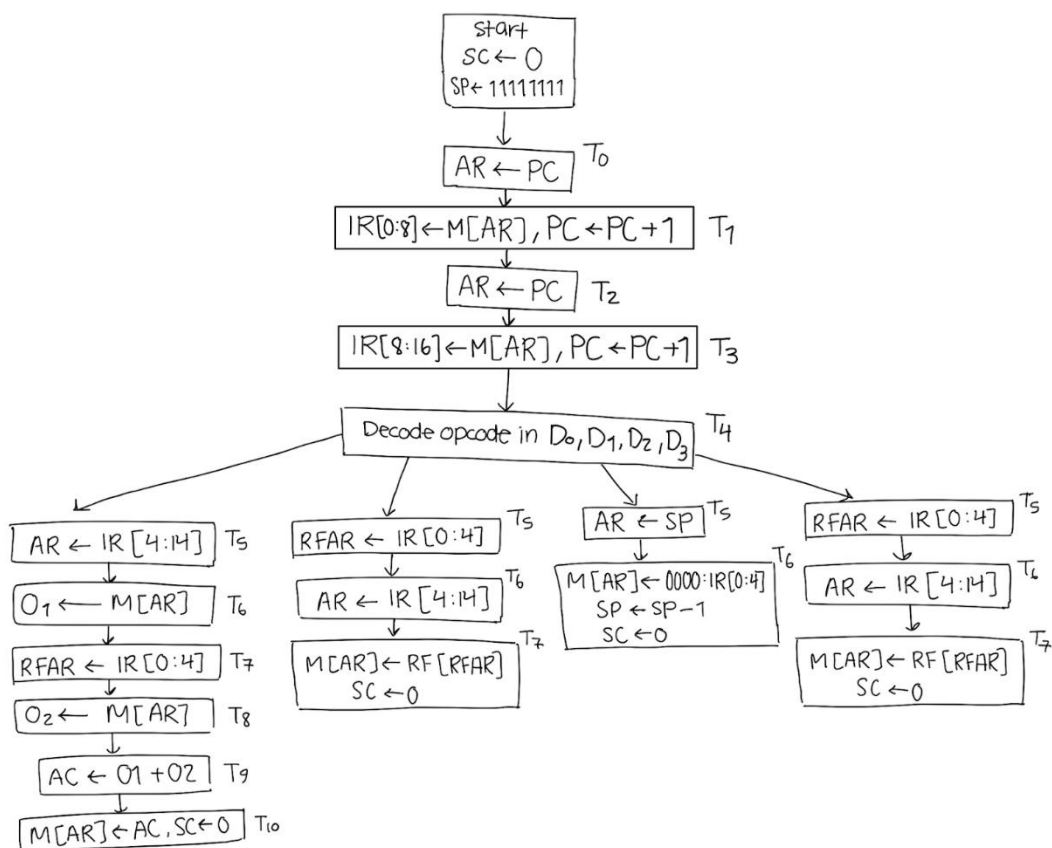 start
SC ← 0
SP ← 11111111
AR ← PC T0
IR[0:8] ← M[AR], PC ← PC + 1 T1
AR ← PC T2
IR[8:16] ← M[AR], PC ← PC + 1 T3
Decode opcode in D0, D1, D2, D3 T4
AR ← IR [4:14] T5
O1 ← M[AR] T6
RFAR ← IR[0:4] T7
O2 ← M[AR] T8
AC ← O1 + O2 T9
M[AR] ← AC, SC ← 0 T10
RFAR ← IR[0:4] T5
AR ← IR [4:14] T6
M[AR] ← RF [RFAR] T7
SC ← 0
AR ← SP T5
M[AR] ← 0000:IR[0:4] T6
SP ← SP - 1
SC ← 0
RFAR ← IR[0:4] T5
AR ← IR [4:14] T6
M[AR] ← RF [RFAR] T7
SC ← 0